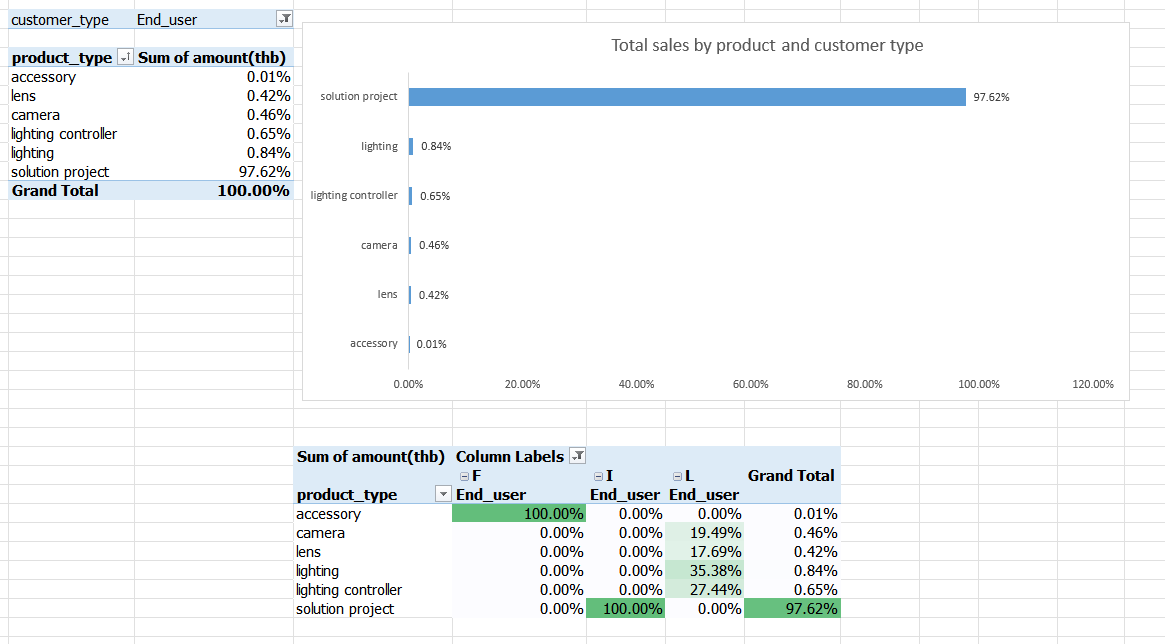 customer_type End_user
product_type Sum of amount(thb)
accessory 0.01%
lens 0.42%
camera 0.46%
lighting controller 0.65%
lighting 0.84%
solution project 97.62%
Grand Total 100.00%
Total sales by product and customer type
solution project 97.62%
lighting 0.84%
lighting controller 0.65%
camera 0.46%
lens 0.42%
accessory 0.01%
0.00% 20.00% 40.00% 60.00% 80.00% 100.00% 120.00%
Sum of amount(thb) Column Labels
F I L Grand Total
product_type End_user End_user End_user
accessory 100.00% 0.00% 0.00% 0.01%
camera 0.00% 0.00% 19.49% 0.46%
lens 0.00% 0.00% 17.69% 0.42%
lighting 0.00% 0.00% 35.38% 0.84%
lighting controller 0.00% 0.00% 27.44% 0.65%
solution project 0.00% 100.00% 0.00% 97.62%